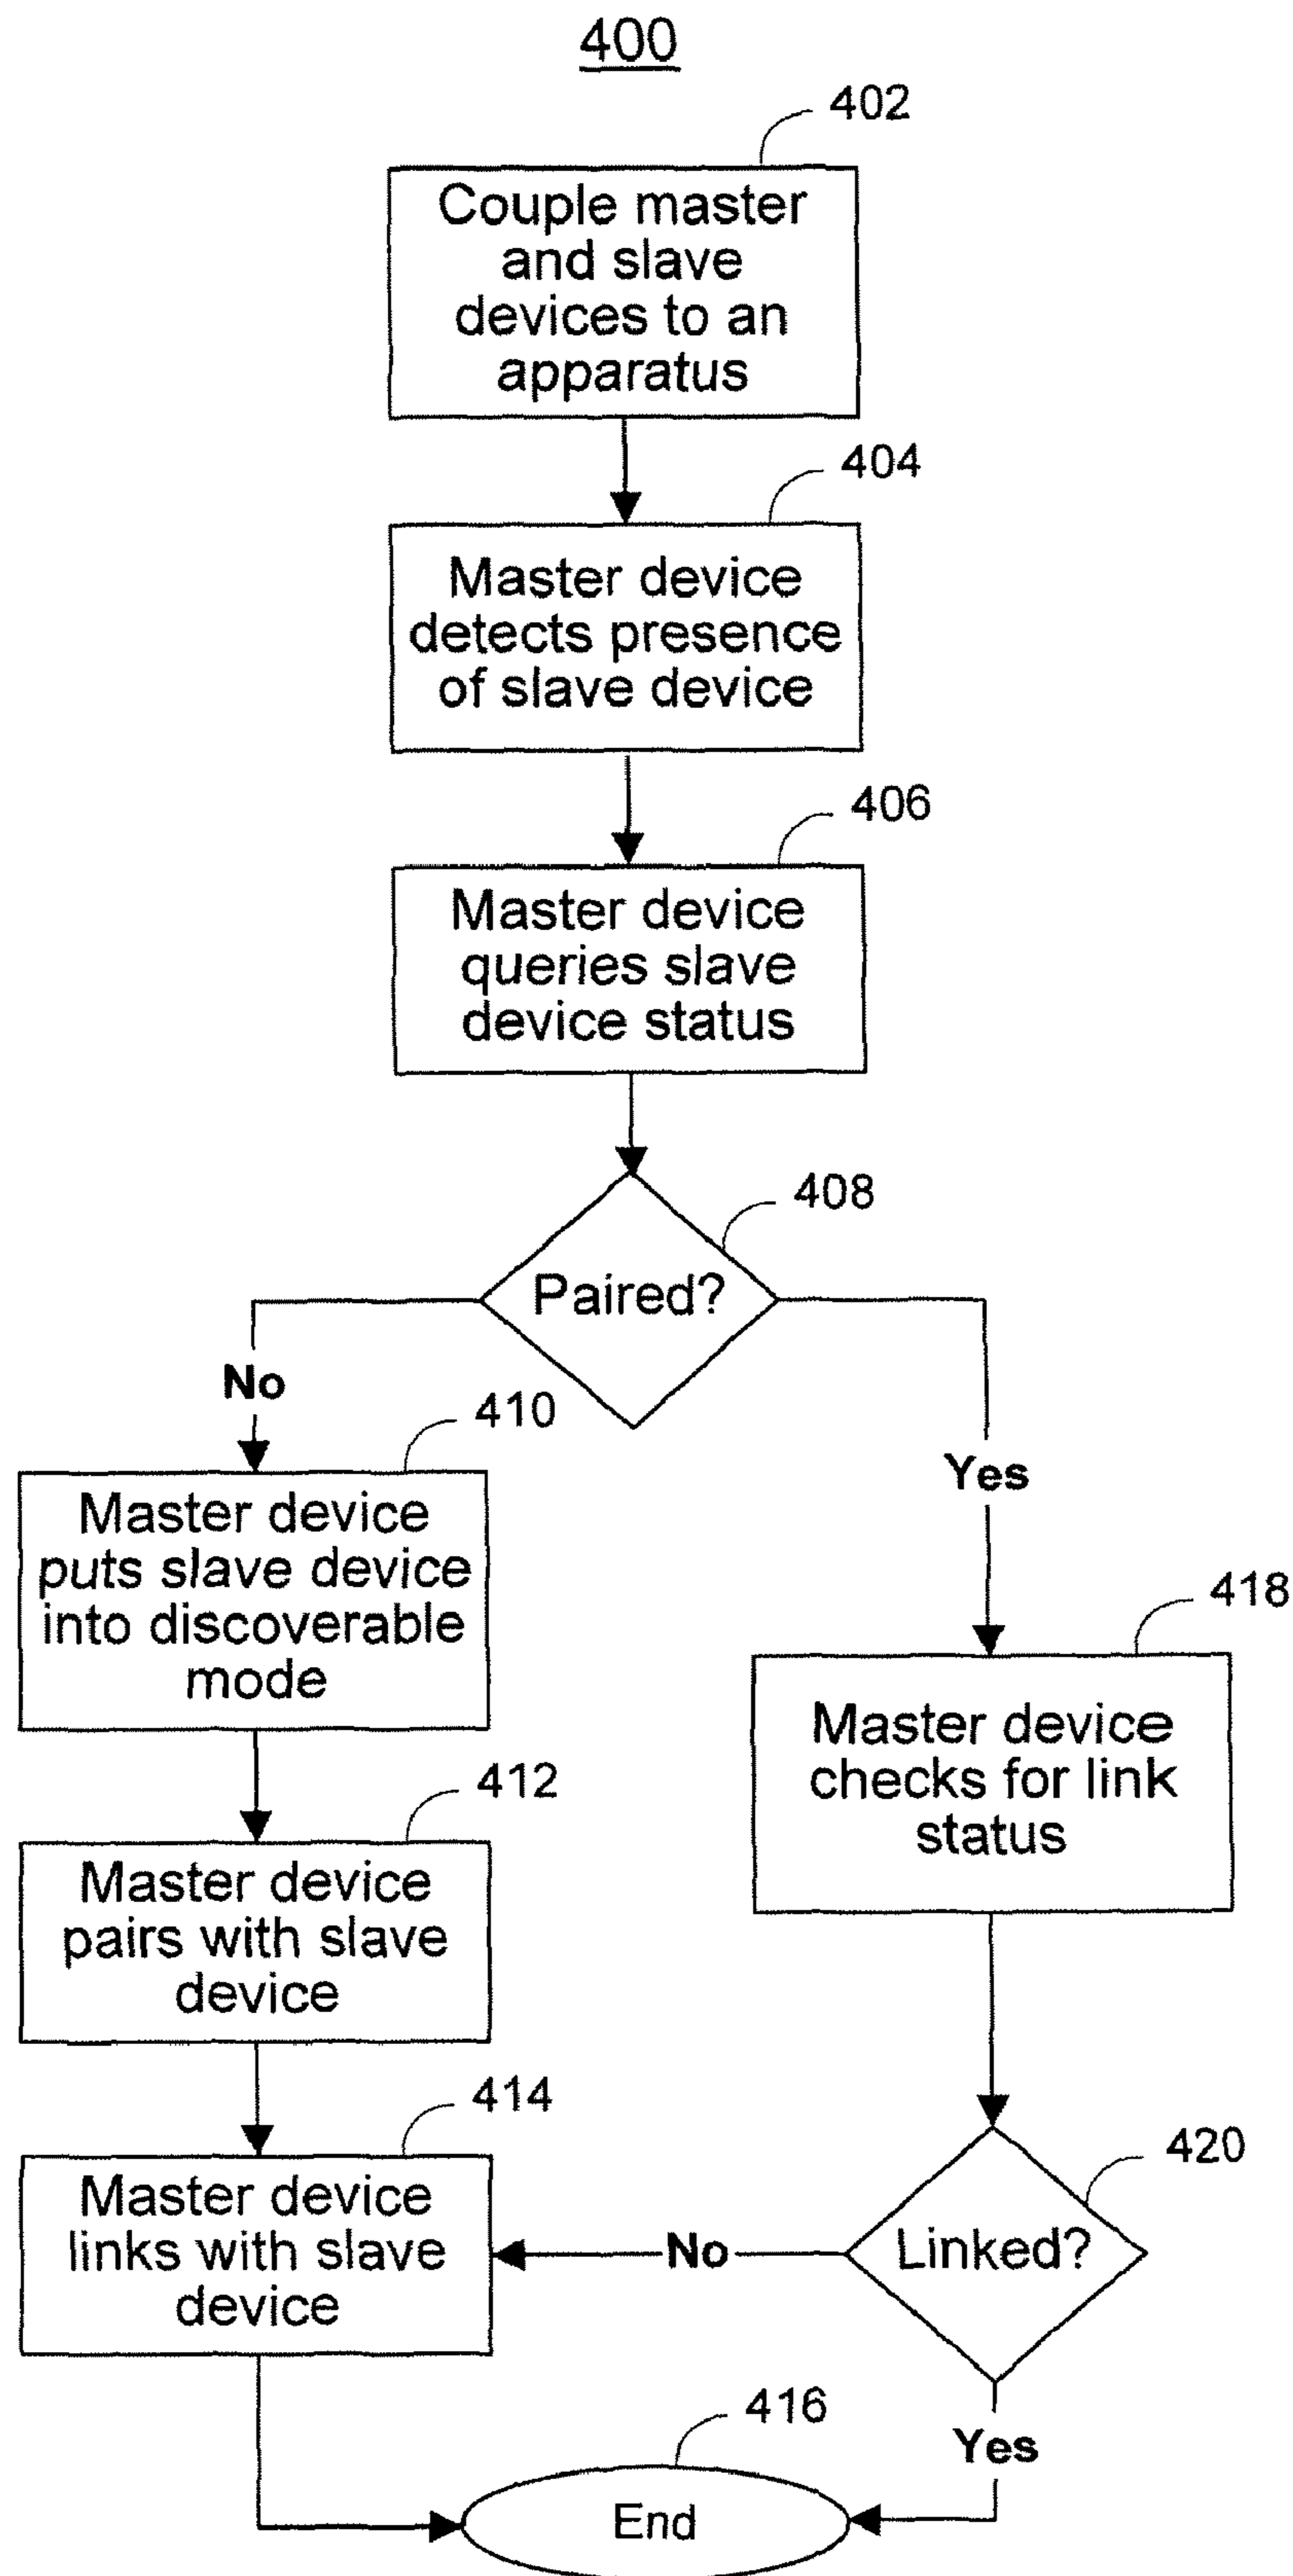 400
402
Couple master
and slave
devices to an
apparatus
404
Master device
detects presence
of slave device
406
Master device
queries slave
device status
408
Paired?
No
410
Master device
puts slave device
into discoverable
mode
Yes
418
Master device
checks for link
status
412
Master device
pairs with slave
device
414
Master device
links with slave
device
420
Linked?
No
Yes
416
End